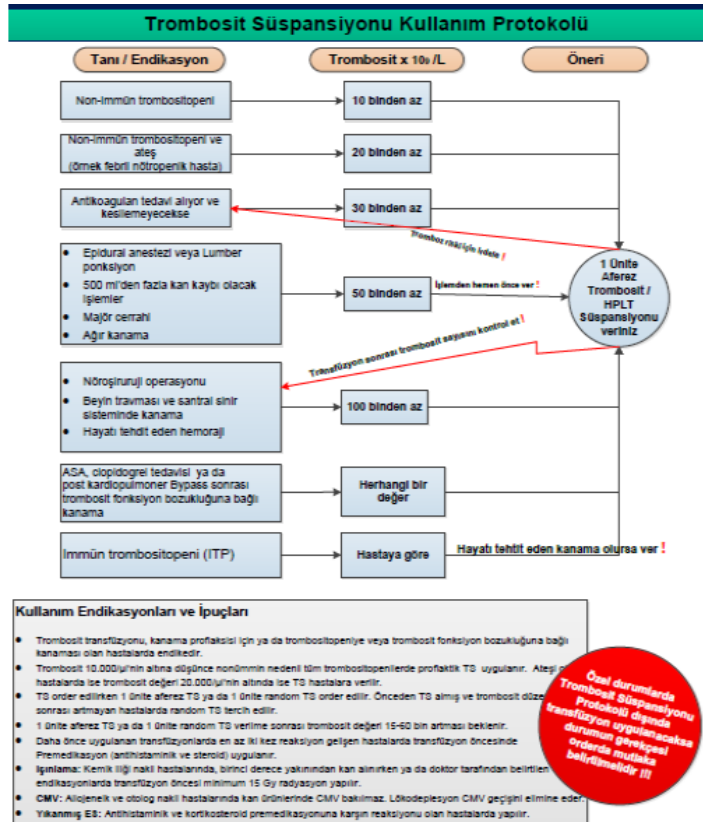 Trombosit Süspansiyonu Kullanım Protokolü
Tanı / Endikasyon
Trombosit x 10⁹ /L
Öneri
Non-immün trombositopeni
10 binden az
Non-immün trombositopeni ve
ateş
(örnek febril nötropenik hasta)
20 binden az
Antikoagulan tedavi alıyor ve
kesilemeyecekse
30 binden az
Tromboz riski için irdele !
• Epidural anestezi veya Lumber
ponksiyon
• 500 ml'den fazla kan kaybı olacak
işlemler
• Majör cerrahi
• Ağır kanama
50 binden az
İşlemden hemen önce ver !
1 Ünite
Aferez
Trombosit /
HPLT
Süspansiyonu
veriniz
Transfüzyon sonrası trombosit sayısını kontrol et !
• Nöroşiruruji operasyonu
• Beyin travması ve santral sinir
sisteminde kanama
• Hayatı tehdit eden hemoraji
100 binden az
ASA, clopidogrel tedavisi ya da
post kardiopulmoner Bypass sonrası
trombosit fonksiyon bozukluğuna bağlı
kanama
Herhangi bir
değer
Immün trombositopeni (ITP)
Hastaya göre
Hayatı tehtit eden kanama olursa ver !
Kullanım Endikasyonları ve İpuçları
• Trombosit transfüzyonu, kanama proflaksisi için ya da trombositopeniye veya trombosit fonksiyon bozukluğuna bağlı
kanaması olan hastalarda endikedir.
• Trombosit 10.000/µl'nin altına düşünce nonümmin nedenli tüm trombositopenilerde proflaktik TS uygulanır. Ateşi
hastalarda ise trombosit değeri 20.000/µl'nin altında ise TS hastalara verilir.
• TS order edilirken 1 ünite aferez TS ya da 1 ünite random TS order edilir. Önceden TS almış ve trombosit
sonrası artmayan hastalarda random TS tercih edilir.
• 1 ünite aferez TS ya da 1 ünite random TS verilme sonrası trombosit değeri 15-60 bin artması beklenir.
• Daha önce uygulanan transfüzyonlarda en az iki kez reaksiyon gelişen hastalarda transfüzyon öncesinde
Premedikasyon (antihistaminik ve steroid) uygulanır.
• Işınlama: Kemik iliği nakil hastalarında, birinci derece yakınından kan alınırken ya da doktor tarafından belirtilen
endikasyonlarda transfüzyon öncesi minimum 15 Gy radyasyon yapılır.
• CMV: Allojeneik ve otolog nakil hastalarında kan ürünlerinde CMV bakılmaz. Lökodeplesyon CMV geçişini elimine eder.
• Yıkanmış ES: Antihistaminik ve kortikosteroid premedikasyonuna karşın reaksiyonu olan hastalarda yapılır.
Özel durumlarda
Trombosit Süspansiyonu
Protokolü dışında
transfüzyon uygulanacaksa
durumun gerekçesi
orderda mutlaka
belirtilmelidir !!!